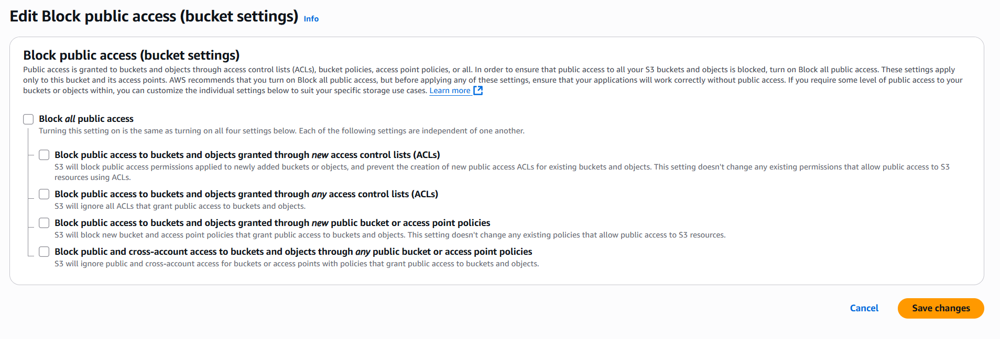 Edit Block public access (bucket settings) Info
Block public access (bucket settings)
Public access is granted to buckets and objects through access control lists (ACLs), bucket policies, access point policies, or all. In order to ensure that public access to all your S3 buckets and objects is blocked, turn on Block all public access. These settings apply
only to this bucket and its access points. AWS recommends that you turn on Block all public access, but before applying any of these settings, ensure that your applications will work correctly without public access. If you require some level of public access to your
buckets or objects within, you can customize the individual settings below to suit your specific storage use cases. Learn more
Block all public access
Turning this setting on is the same as turning on all four settings below. Each of the following settings are independent of one another.
Block public access to buckets and objects granted through new access control lists (ACLs)
S3 will block public access permissions applied to newly added buckets or objects, and prevent the creation of new public access ACLs for existing buckets and objects. This setting doesn't change any existing permissions that allow public access to S3
resources using ACLs.
Block public access to buckets and objects granted through any access control lists (ACLs)
S3 will ignore all ACLs that grant public access to buckets and objects.
Block public access to buckets and objects granted through new public bucket or access point policies
S3 will block new bucket and access point policies that grant public access to buckets and objects. This setting doesn't change any existing policies that allow public access to S3 resources.
Block public and cross-account access to buckets and objects through any public bucket or access point policies
S3 will ignore public and cross-account access for buckets or access points with policies that grant public access to buckets and objects.
Cancel Save changes